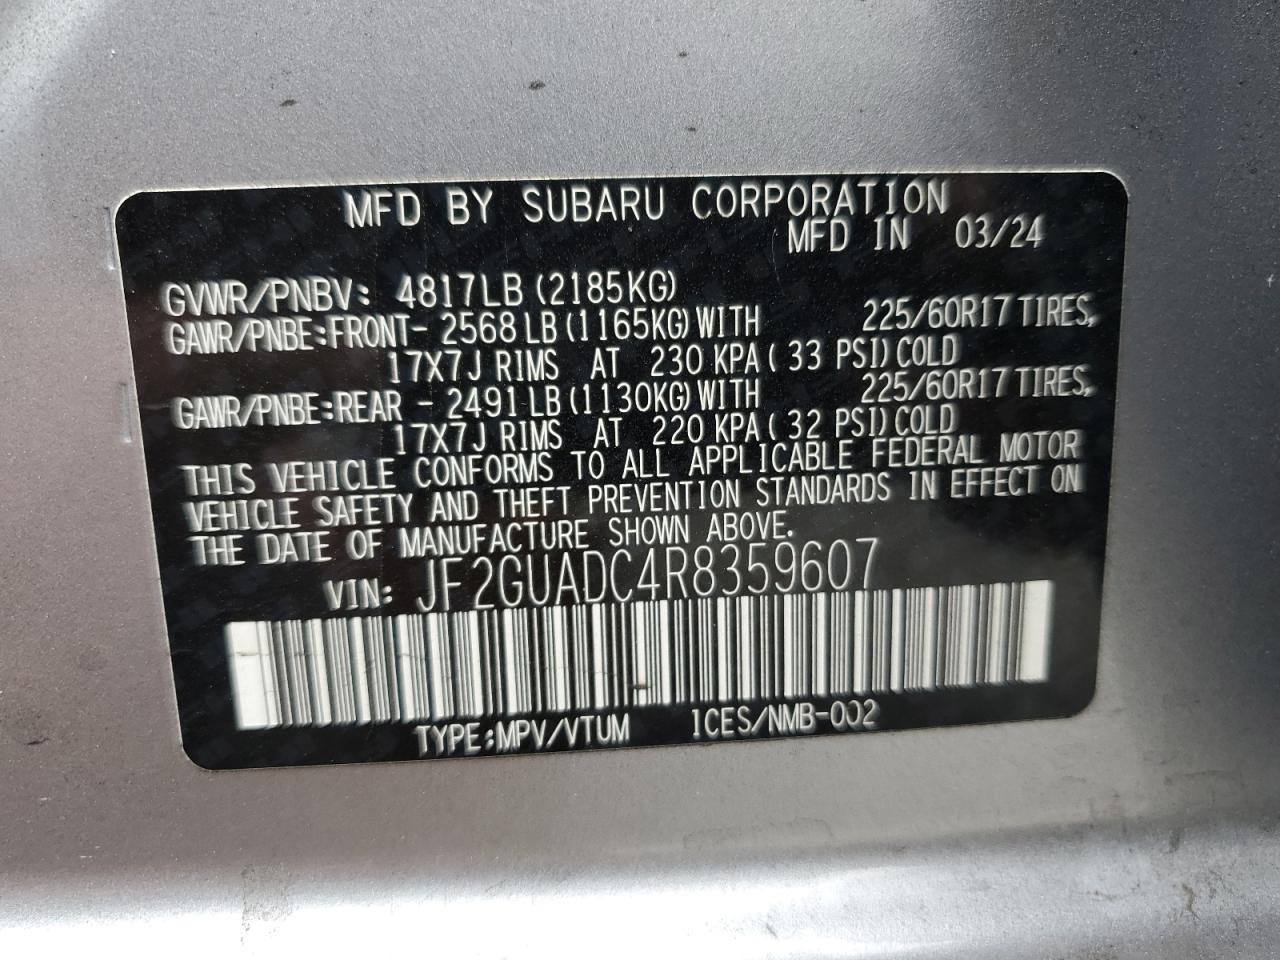 MFD BY SUBARU CORPORATION
MFD IN 03/24
GVWR/PNBV: 4817LB (2185KG)
GAWR/PNBE:FRONT- 2568 LB (1165KG) WITH 225/60R17 TIRES,
17X7J RIMS AT 230 KPA ( 33 PSI) COLD
GAWR/PNBE:REAR - 2491 LB (1130KG) WITH 225/60R17 TIRES,
17X7J RIMS AT 220 KPA ( 32 PSI) COLD
THIS VEHICLE CONFORMS TO ALL APPLICABLE FEDERAL MOTOR
VEHICLE SAFETY AND THEFT PREVENTION STANDARDS IN EFFECT ON
THE DATE OF MANUFACTURE SHOWN ABOVE.
VIN: JF2GUADC4R8359607
TYPE:MPV/VTUM ICES/NMB-002